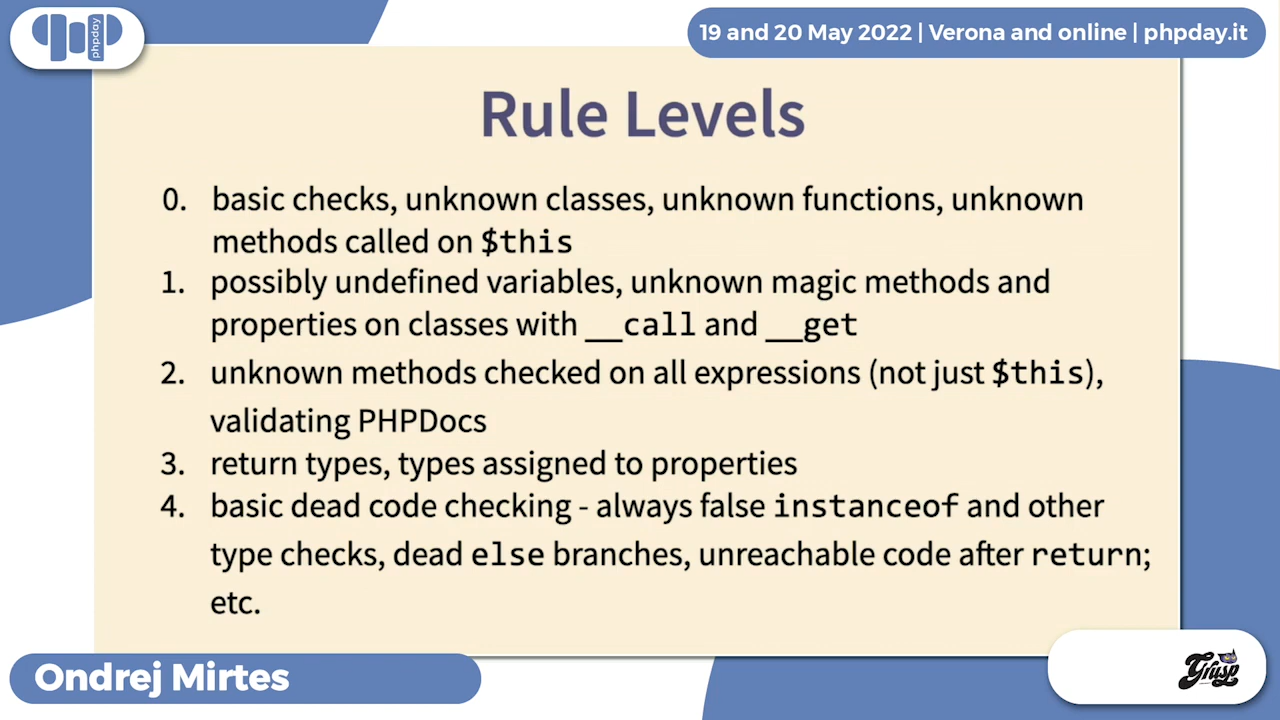 phpday
19 and 20 May 2022 | Verona and online | phpday.it
Rule Levels
0. basic checks, unknown classes, unknown functions, unknown
methods called on $this
1. possibly undefined variables, unknown magic methods and
properties on classes with __call and __get
2. unknown methods checked on all expressions (not just $this),
validating PHPDocs
3. return types, types assigned to properties
4. basic dead code checking - always false instanceof and other
type checks, dead else branches, unreachable code after return;
etc.
Ondrej Mirtes
Grusp